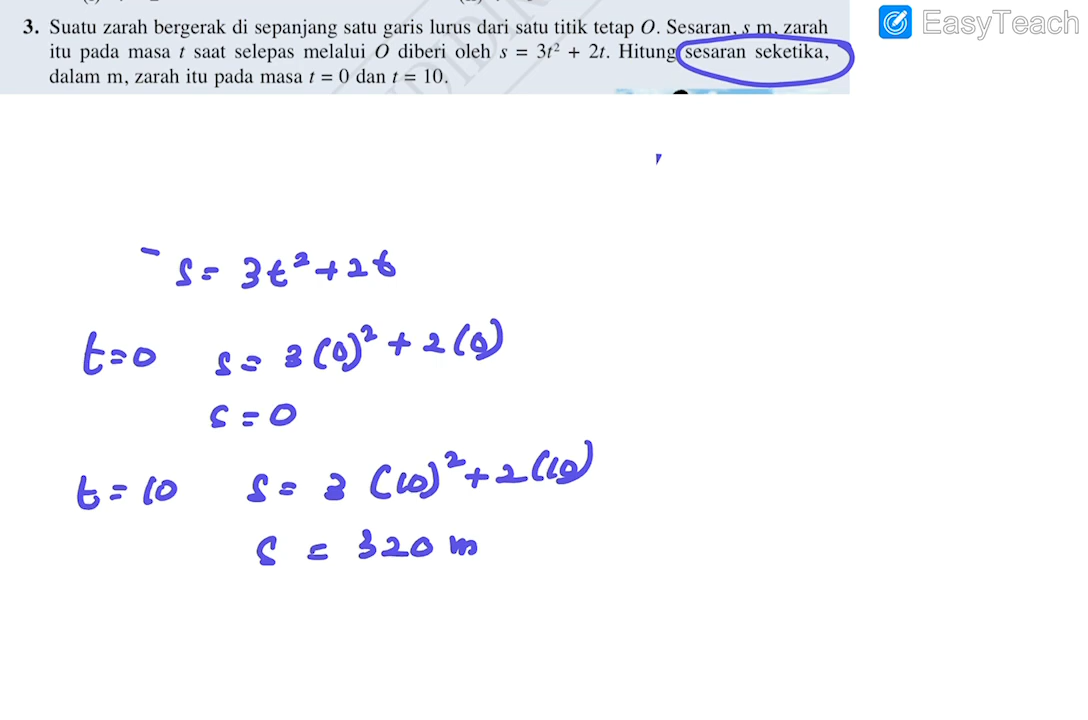 3. Suatu zarah bergerak di sepanjang satu garis lurus dari satu titik tetap O. Sesaran, s m, zarah
itu pada masa t saat selepas melalui O diberi oleh s = 3t² + 2t. Hitung sesaran seketika,
dalam m, zarah itu pada masa t = 0 dan t = 10.
EasyTeach
s = 3t² + 2t
t = 0 s = 3 (0)² + 2 (0)
s = 0
t = 10 s = 3 (10)² + 2 (10)
s = 320 m